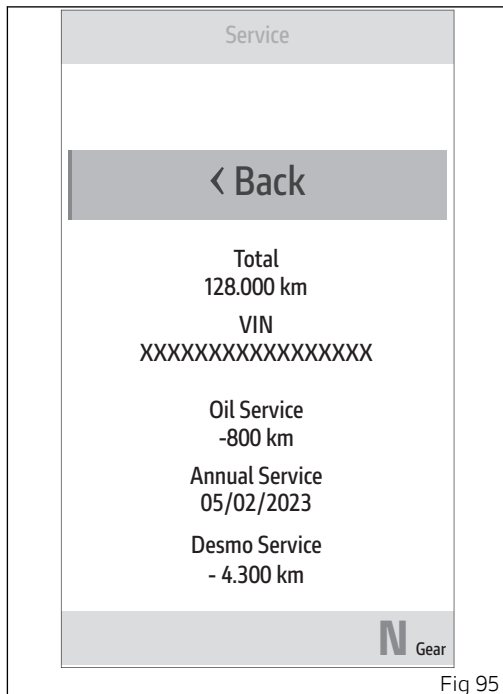 Service
‹ Back
Total
128.000 km
VIN
XXXXXXXXXXXXXXXXX
Oil Service
-800 km
Annual Service
05/02/2023
Desmo Service
- 4.300 km
N Gear
Fig 95